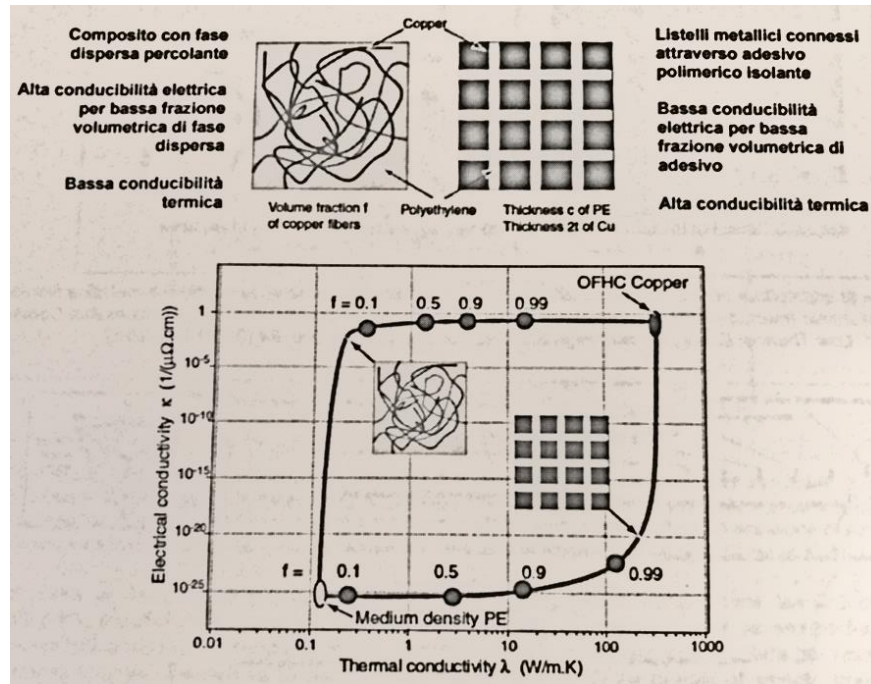 Composito con fase
dispersa percolante
Alta conducibilità elettrica
per bassa frazione
volumetrica di fase
dispersa
Bassa conducibilità
termica
Copper
Volume fraction f
of copper fibers
Polyethylene
Thickness c of PE
Thickness 2t of Cu
Listelli metallici connessi
attraverso adesivo
polimerico isolante
Bassa conducibilità
elettrica per bassa
frazione volumetrica di
adesivo
Alta conducibilità termica
OFHC Copper
f = 0.1 0.5 0.9 0.99
1
10-5
10-10
10-15
10-20
10-25
Electrical conductivity κ (1/(μΩ.cm))
f = 0.1 0.5 0.9 0.99
Medium density PE
0.01 0.1 1 10 100 1000
Thermal conductivity λ (W/m.K)